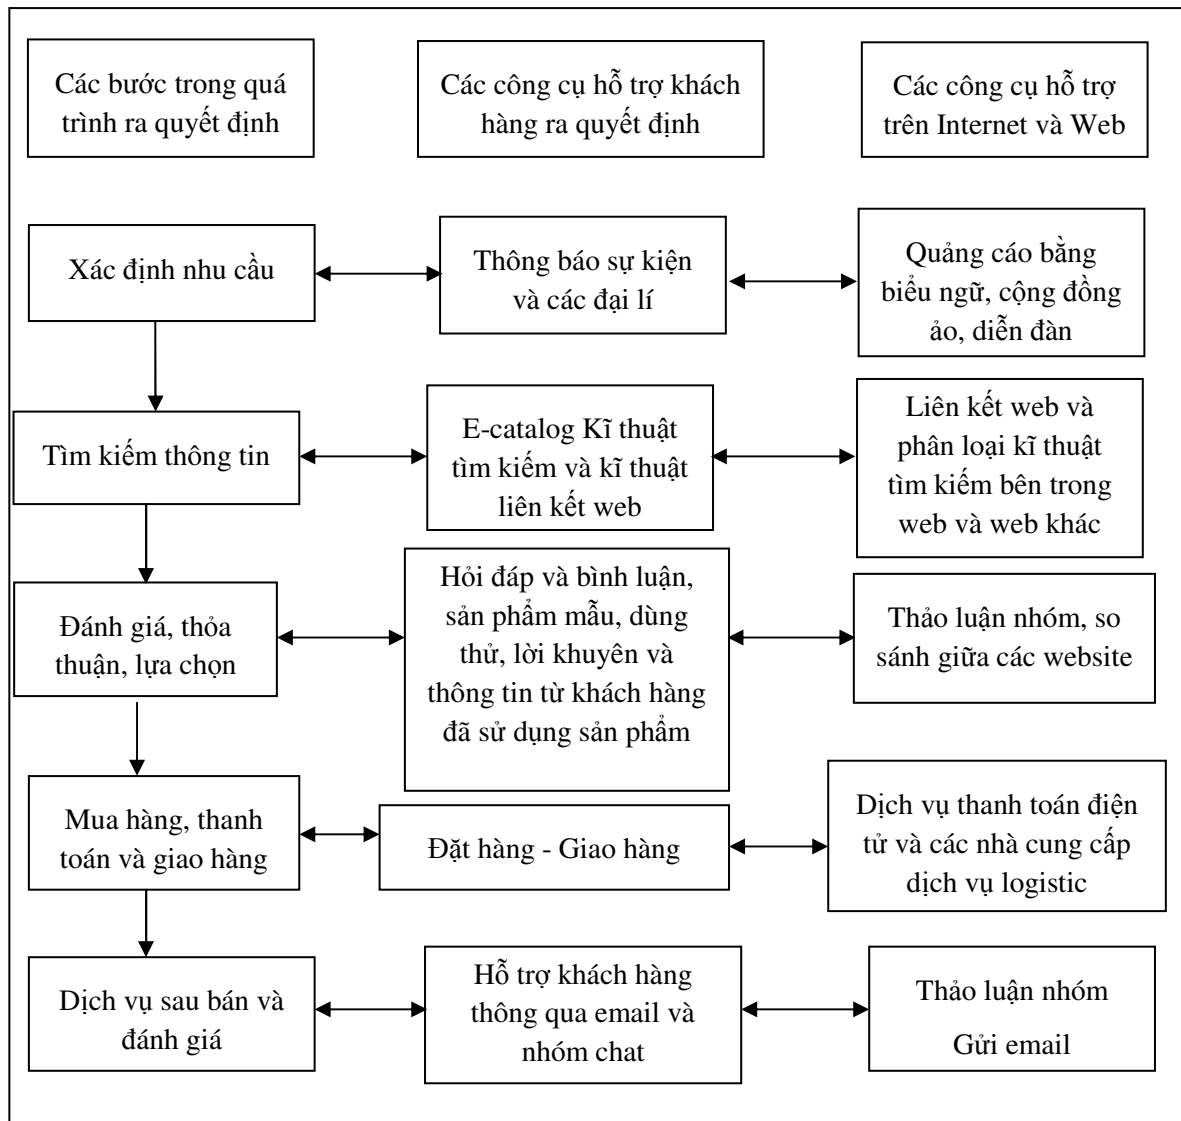 Các bước trong quá
trình ra quyết định
Các công cụ hỗ trợ khách
hàng ra quyết định
Các công cụ hỗ trợ
trên Internet và Web
Xác định nhu cầu
Thông báo sự kiện
và các đại lí
Quảng cáo bằng
biểu ngữ, cộng đồng
ảo, diễn đàn
Tìm kiếm thông tin
E-catalog Kĩ thuật
tìm kiếm và kĩ thuật
liên kết web
Liên kết web và
phân loại kĩ thuật
tìm kiếm bên trong
web và web khác
Đánh giá, thỏa
thuận, lựa chọn
Hỏi đáp và bình luận,
sản phẩm mẫu, dùng
thử, lời khuyên và
thông tin từ khách hàng
đã sử dụng sản phẩm
Thảo luận nhóm, so
sánh giữa các website
Mua hàng, thanh
toán và giao hàng
Đặt hàng - Giao hàng
Dịch vụ thanh toán điện
tử và các nhà cung cấp
dịch vụ logistic
Dịch vụ sau bán và
đánh giá
Hỗ trợ khách hàng
thông qua email và
nhóm chat
Thảo luận nhóm
Gửi email